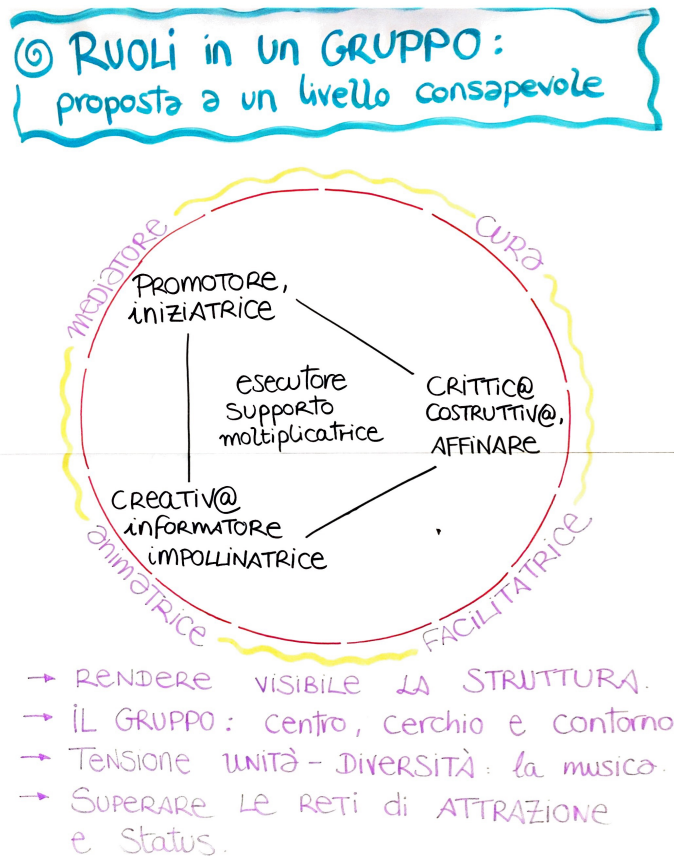 RUOLi in un GRUPPO:
proposta a un livello consapevole
mediatore
CURA
PROMOTORE,
iniZiATRICE
esecutore
SUPPORTO
moltiplicatrice
CRiTTiC@
COSTRUTTiV@,
AFFiNARE
CREATiV@
inFORMATORE
iMPOLLiNATRICE
animatrice
FACILITATRICE
→ RENDERE VISIBILE LA STRUTTURA.
→ iL GRUPPO: centro, cerchio e contorno
→ TENSIONE UNITà - DIVERSITÀ: la musica.
→ SUPERARE LE RETI di ATTRAZIONE
e Status.